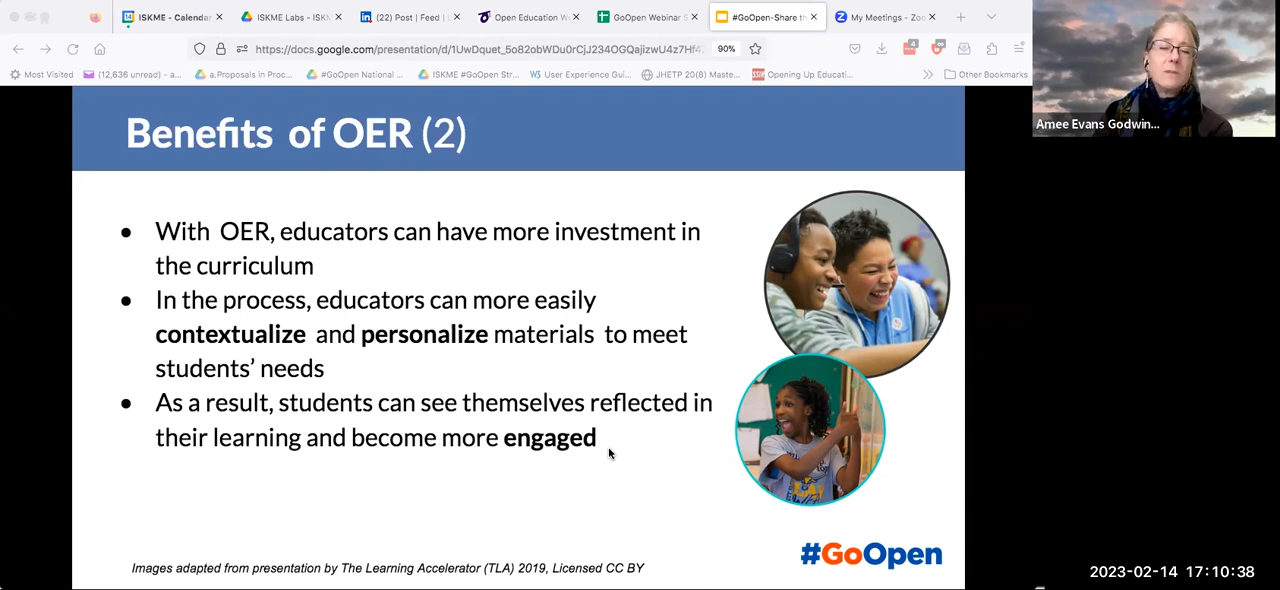 ISKME - Calendar
ISKME Labs - ISKM
(22) Post | Feed | L
Open Education W
GoOpen Webinar S
#GoOpen-Share th
My Meetings - Zoo
https://docs.google.com/presentation/d/1UwDquet_5o82obWDu0rCjJ234OGQajizwU4z7Hf4
90%
Most Visited
(12,636 unread) - a...
a.Proposals in Proc...
#GoOpen National ...
ISKME #GoOpen Str...
User Experience Gui...
JHETP 20(8) Maste...
Opening Up Educati...
Other Bookmarks
Amee Evans Godwin...
Benefits of OER (2)
• With OER, educators can have more investment in
the curriculum
• In the process, educators can more easily
contextualize and personalize materials to meet
students' needs
• As a result, students can see themselves reflected in
their learning and become more engaged
#GoOpen
Images adapted from presentation by The Learning Accelerator (TLA) 2019, Licensed CC BY
2023-02-14 17:10:38